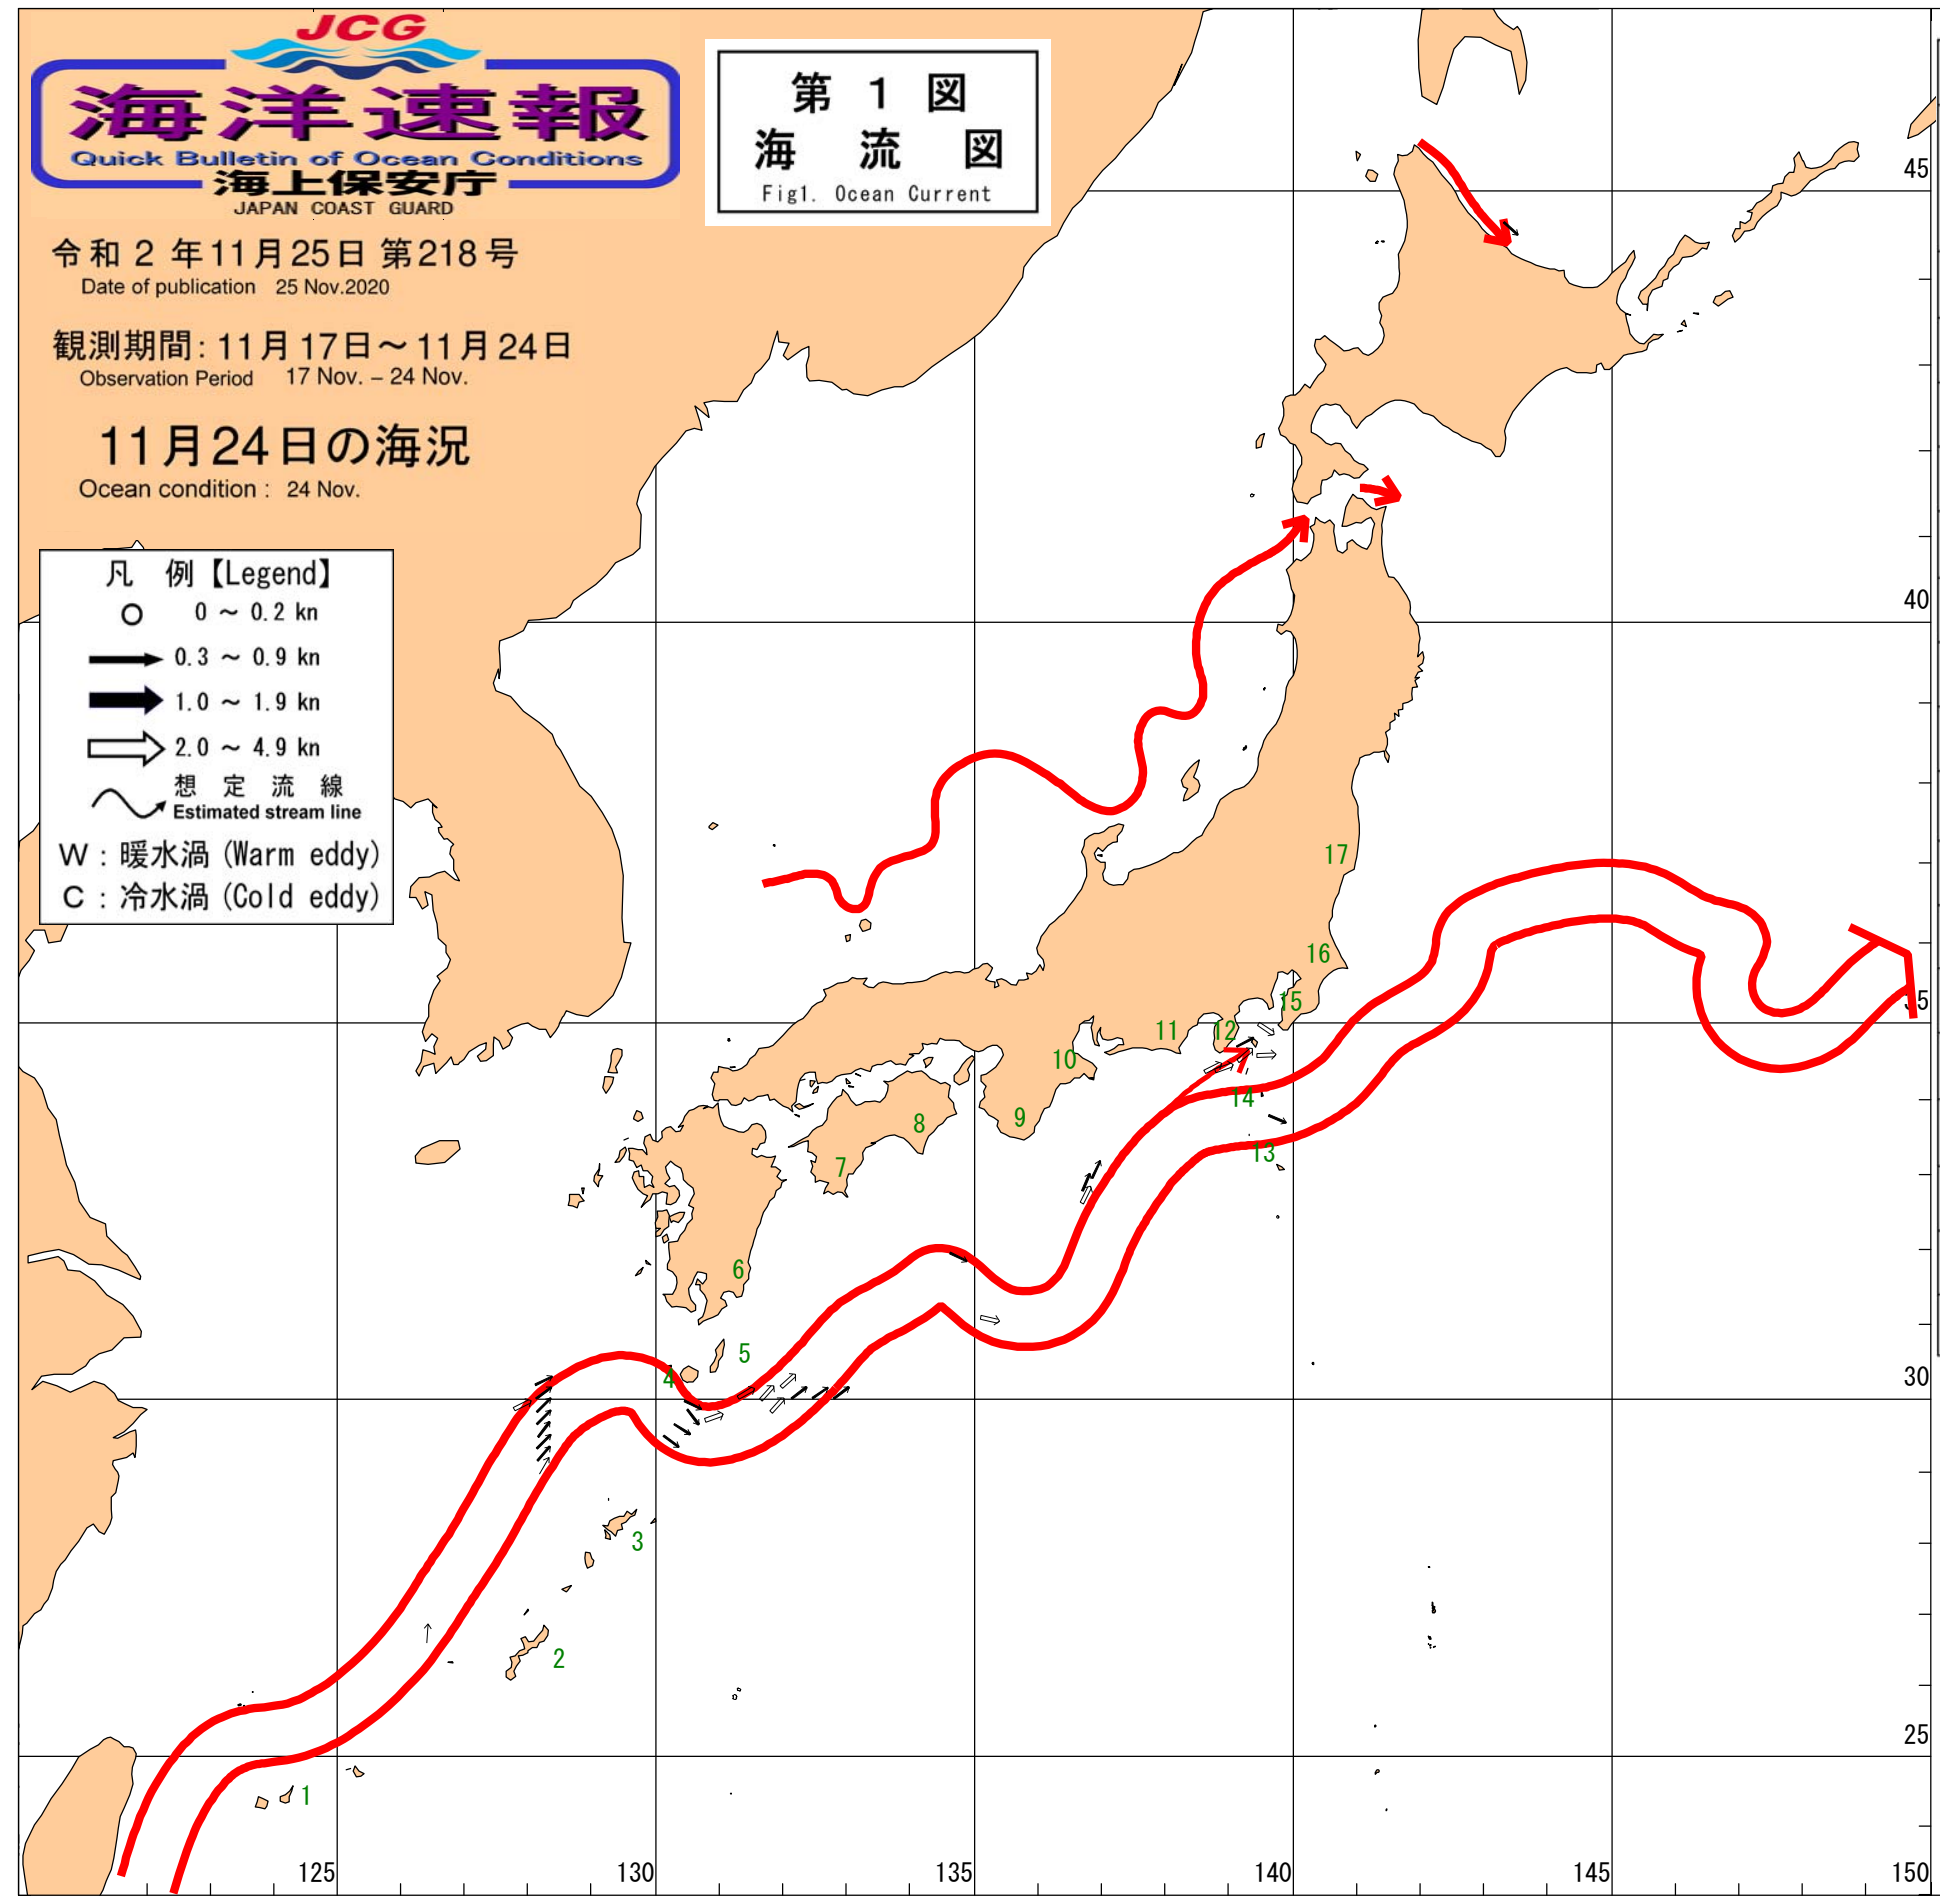 JCG
海洋速報
Quick Bulletin of Ocean Conditions
海上保安庁
JAPAN COAST GUARD
第 1 図
海 流 図
Fig1. Ocean Current
令和 2 年11月25日 第218号
Date of publication 25 Nov.2020
観測期間: 11月17日～11月24日
Observation Period 17 Nov. – 24 Nov.
11月24日の海況
Ocean condition : 24 Nov.
凡 例【Legend】
0 ～ 0.2 kn
0.3 ～ 0.9 kn
1.0 ～ 1.9 kn
2.0 ～ 4.9 kn
想 定 流 線
Estimated stream line
W : 暖水渦 (Warm eddy)
C : 冷水渦 (Cold eddy)
45
40
35
30
25
125
130
135
140
145
150
1
2
3
4
5
6
7
8
9
10
11
12
13
14
15
16
17